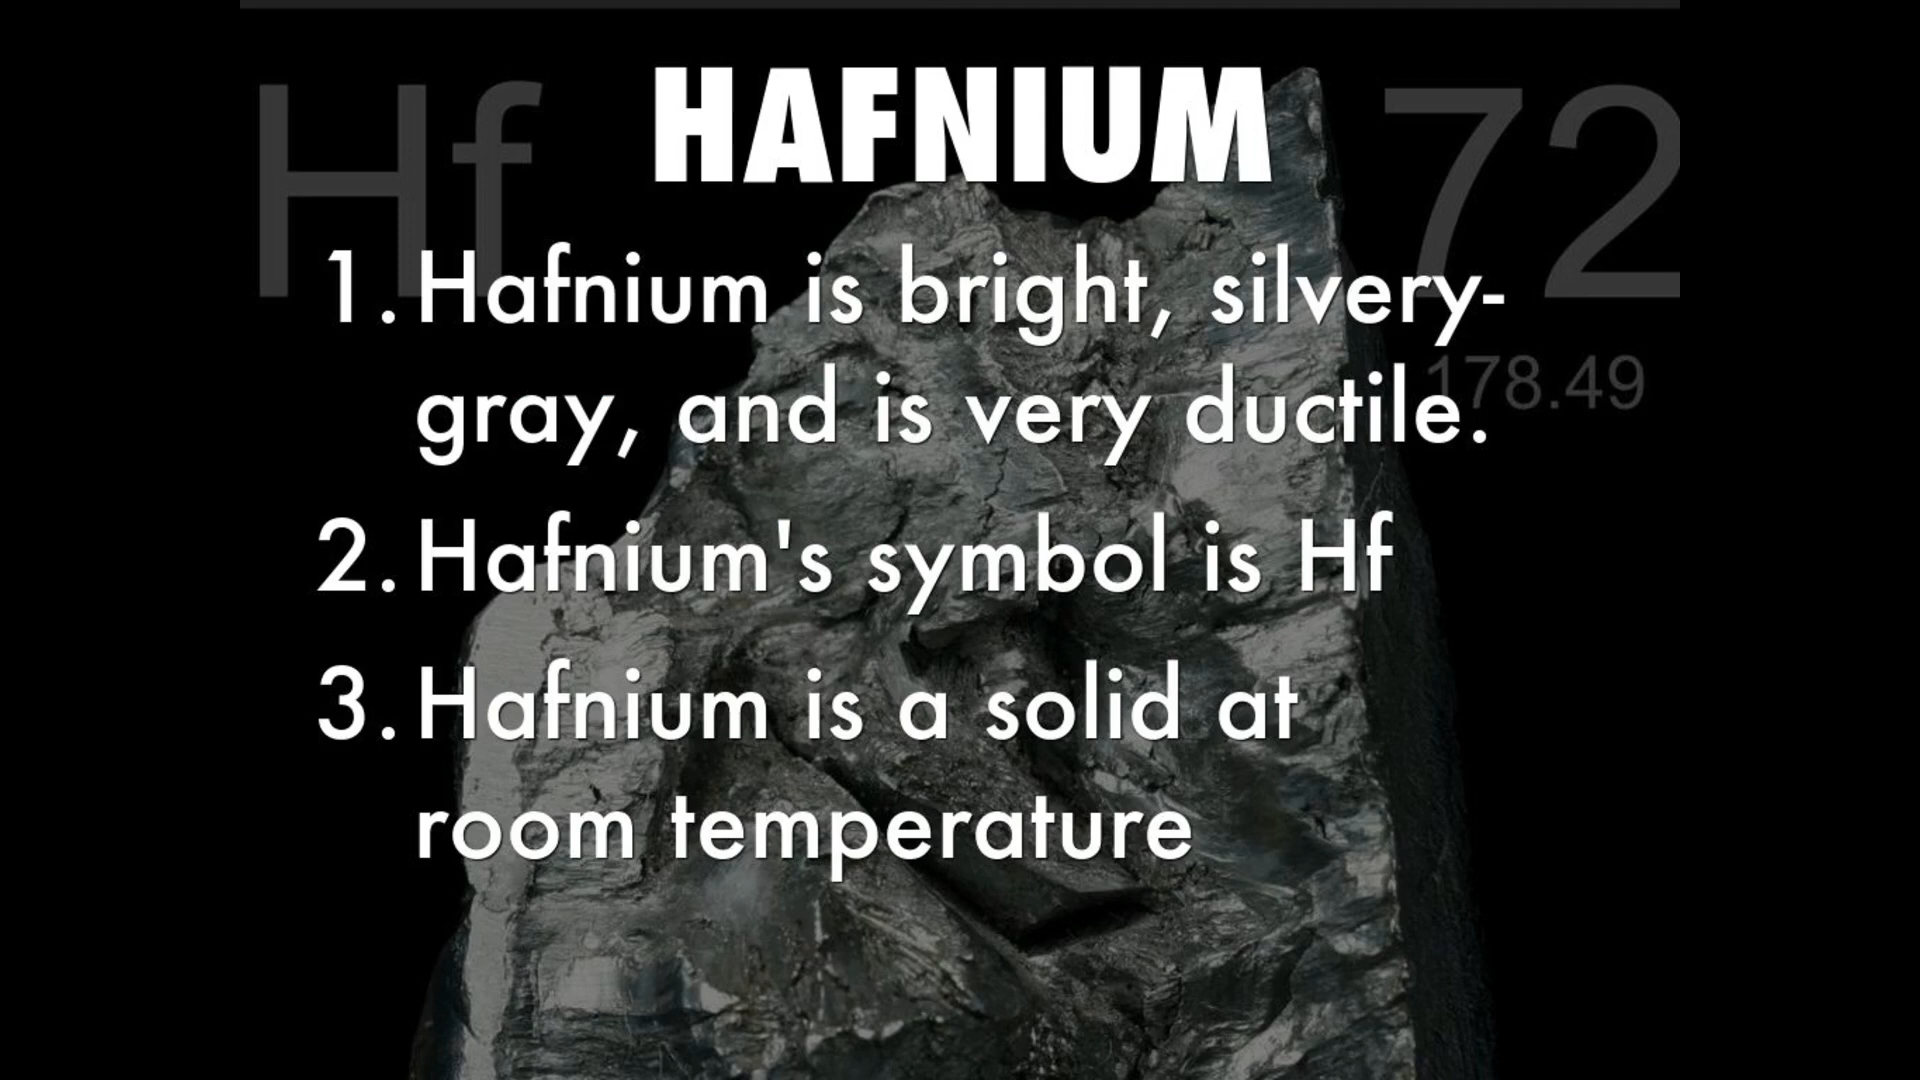 Hf
72
HAFNIUM
178.49
1. Hafnium is bright, silvery-
gray, and is very ductile.
2. Hafnium's symbol is Hf
3. Hafnium is a solid at
room temperature